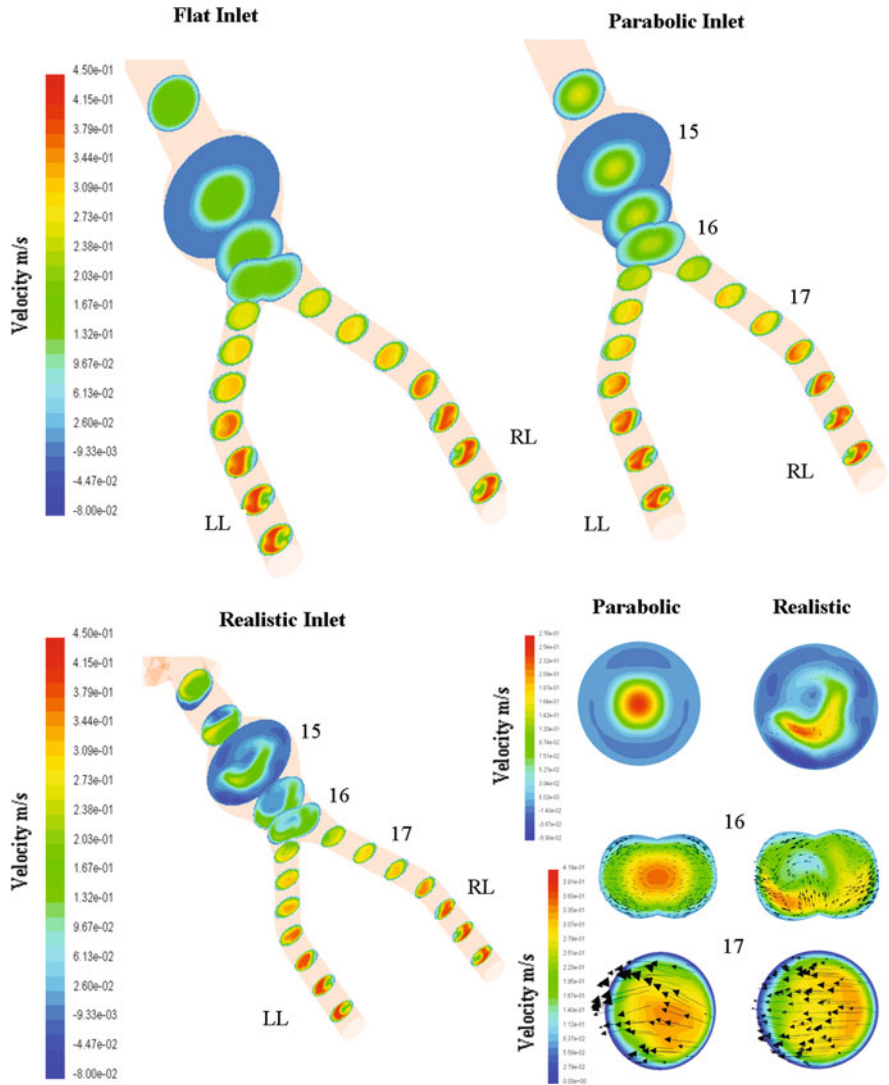 Flat Inlet
Parabolic Inlet
Velocity m/s
4.50e-01
4.15e-01
3.79e-01
3.44e-01
3.09e-01
2.73e-01
2.38e-01
2.03e-01
1.67e-01
1.32e-01
9.67e-02
6.13e-02
2.60e-02
-9.33e-03
-4.47e-02
-8.00e-02
LL
RL
15
16
17
LL
RL
Realistic Inlet
Velocity m/s
4.50e-01
4.15e-01
3.79e-01
3.44e-01
3.09e-01
2.73e-01
2.38e-01
2.03e-01
1.67e-01
1.32e-01
9.67e-02
6.13e-02
2.60e-02
-9.33e-03
-4.47e-02
-8.00e-02
15
16
17
LL
RL
Parabolic
Realistic
Velocity m/s
16
Velocity m/s
17